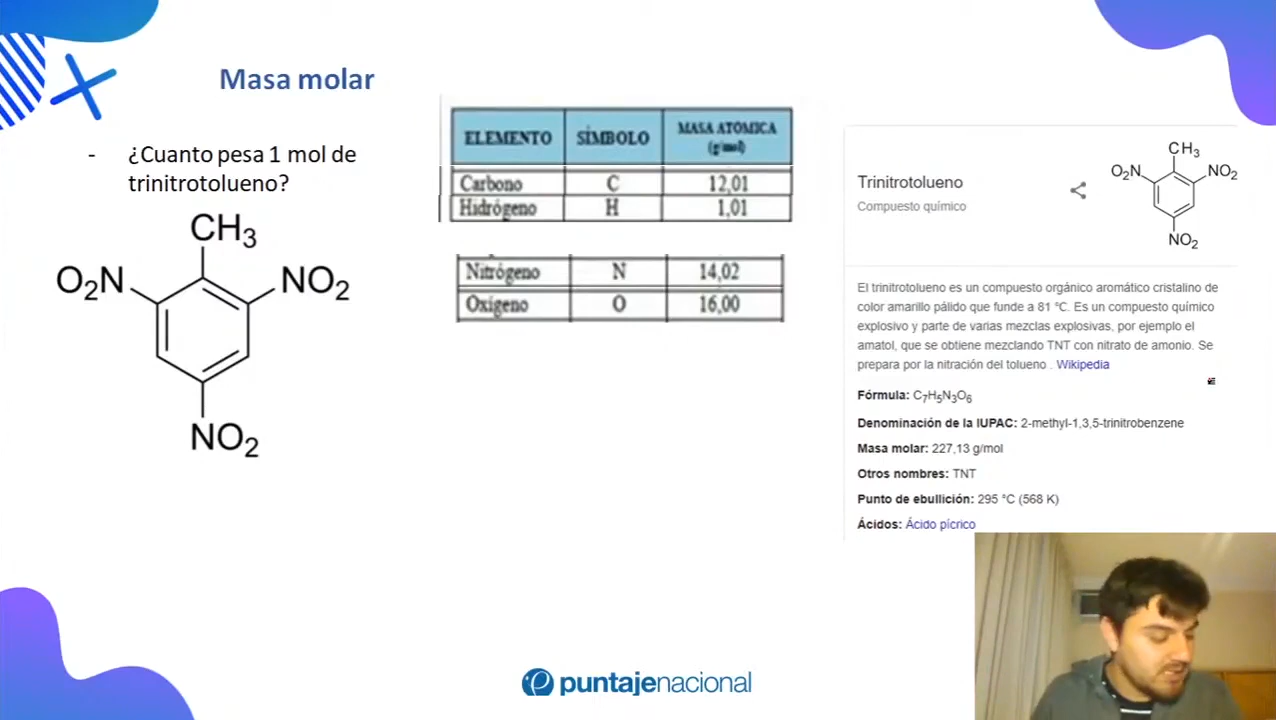 Masa molar
- ¿Cuanto pesa 1 mol de
trinitrotolueno?
CH3
O2N
NO2
NO2
ELEMENTO SÍMBOLO MASA ATOMICA
(g/mol)
Carbono C 12,01
Hidrógeno H 1,01
Nitrógeno N 14,02
Oxígeno O 16,00
Trinitrotolueno
Compuesto químico
CH3
O2N
NO2
NO2
El trinitrotolueno es un compuesto orgánico aromático cristalino de
color amarillo pálido que funde a 81 °C. Es un compuesto químico
explosivo y parte de varias mezclas explosivas, por ejemplo el
amatol, que se obtiene mezclando TNT con nitrato de amonio. Se
prepara por la nitración del tolueno . Wikipedia
Fórmula: C7H5N3O6
Denominación de la IUPAC: 2-methyl-1,3,5-trinitrobenzene
Masa molar: 227,13 g/mol
Otros nombres: TNT
Punto de ebullición: 295 °C (568 K)
Ácidos: Ácido pícrico
puntajenacional